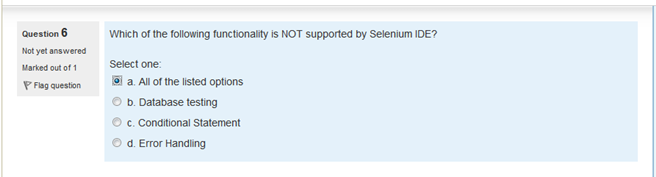 Question 6
Not yet answered
Marked out of 1
Flag question
Which of the following functionality is NOT supported by Selenium IDE?
Select one:
a. All of the listed options
b. Database testing
c. Conditional Statement
d. Error Handling